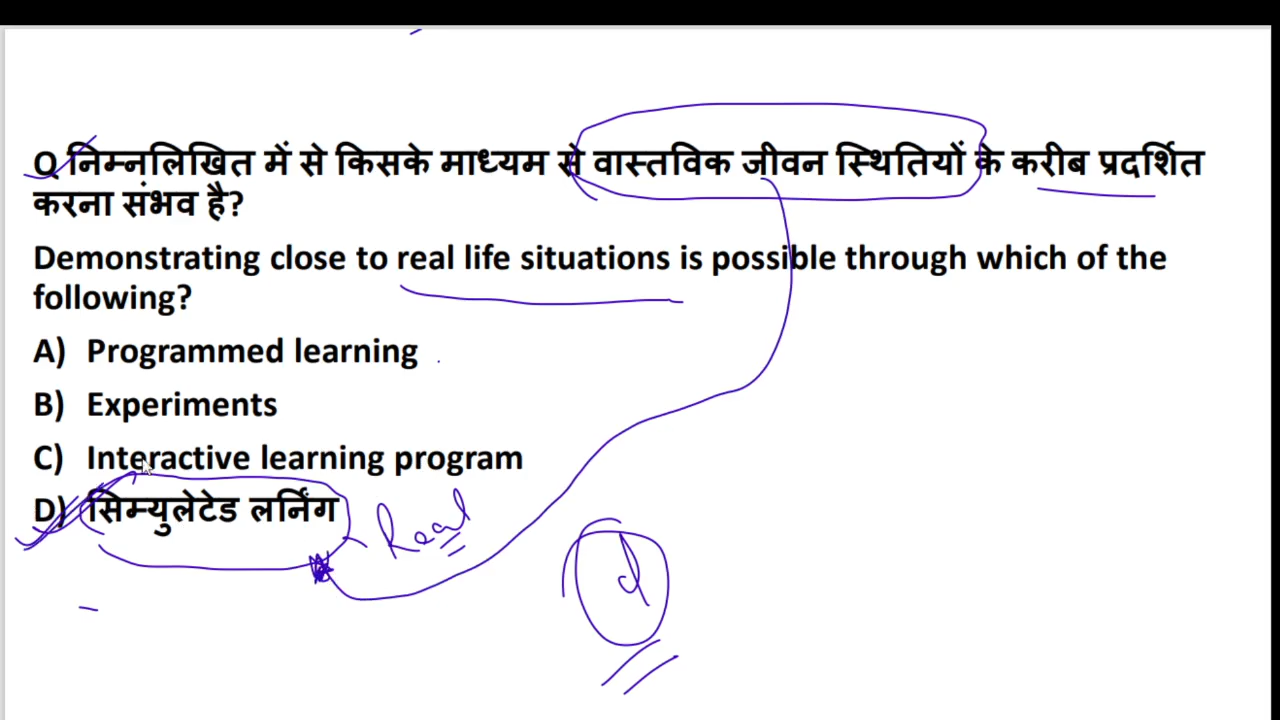 Q निम्नलिखित में से किसके माध्यम से वास्तविक जीवन स्थितियों के करीब प्रदर्शित
करना संभव है?
Demonstrating close to real life situations is possible through which of the
following?
A) Programmed learning
B) Experiments
C) Interactive learning program
D) सिम्युलेटेड लर्निंग
Real
d